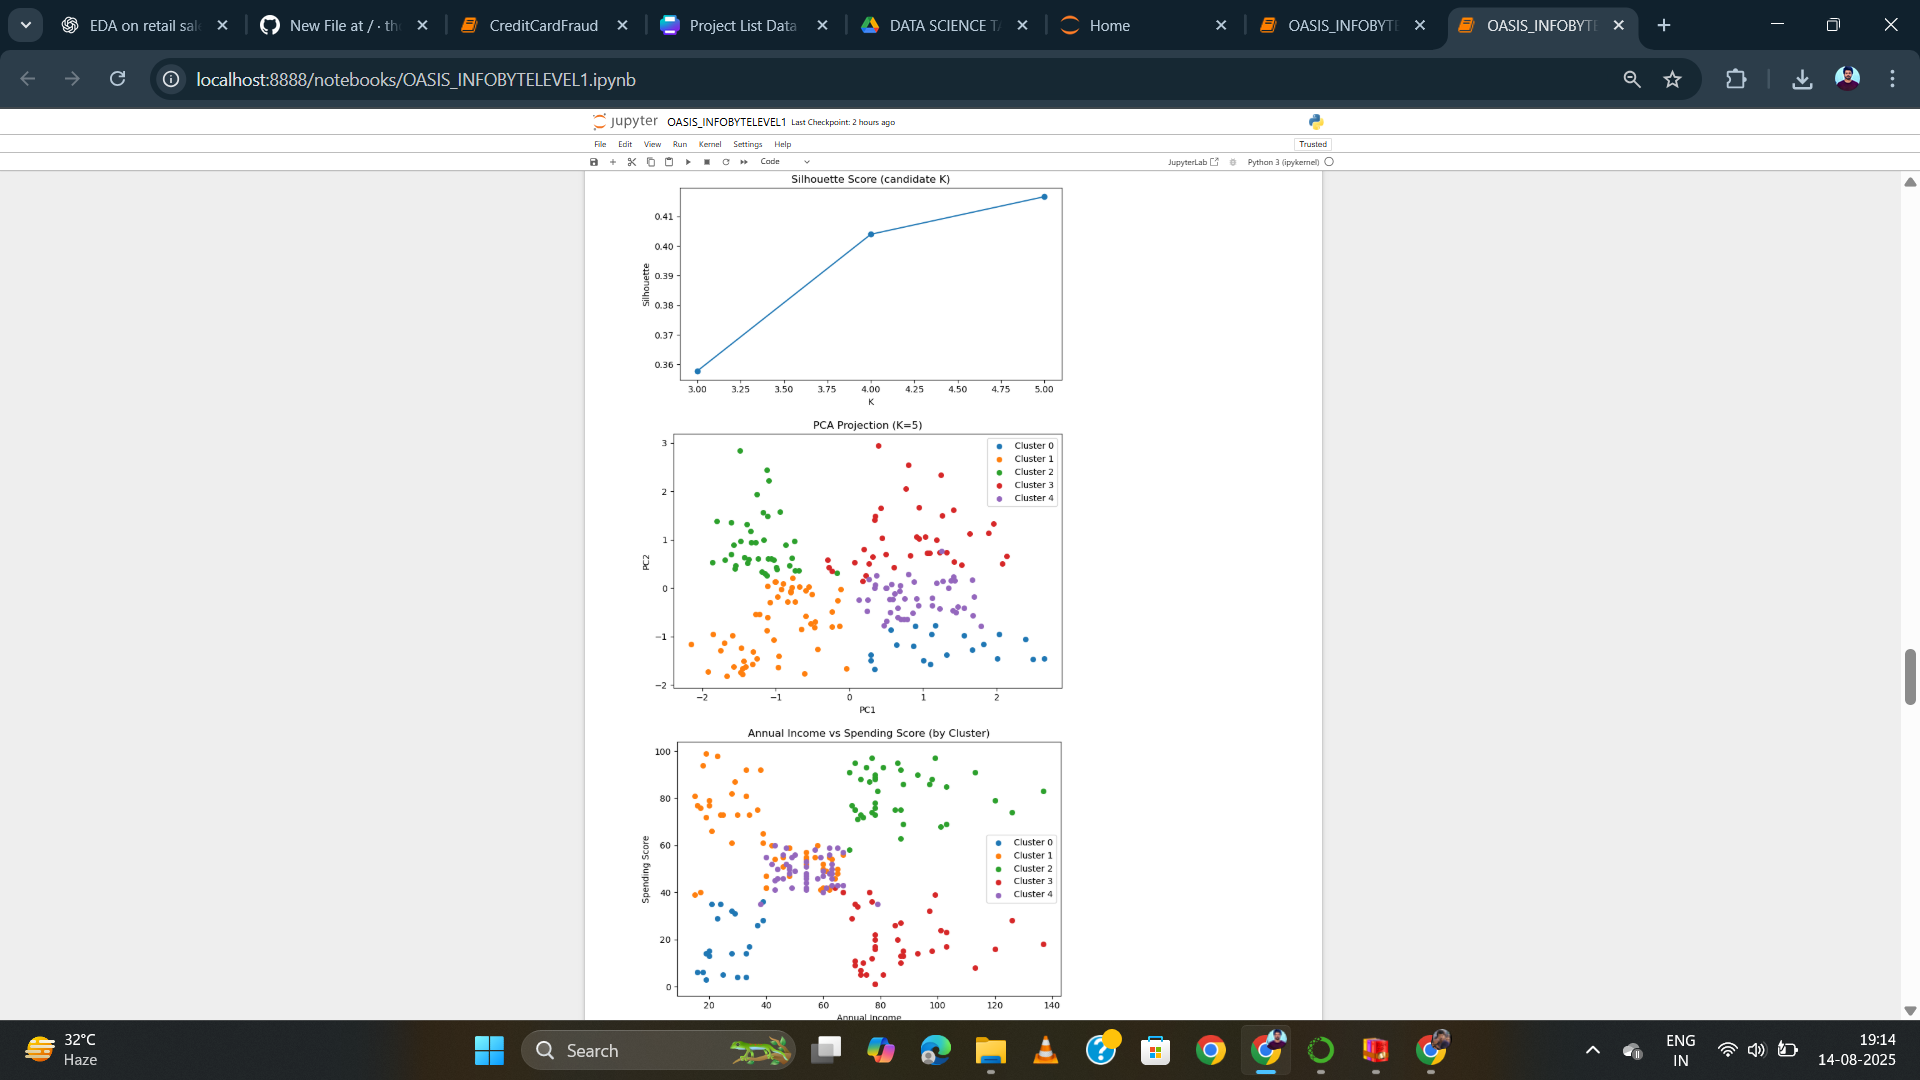 EDA on retail sal
New File at / · th
CreditCardFraud
Project List Data
DATA SCIENCE TA
Home
OASIS_INFOBYTE
OASIS_INFOBYTE
localhost:8888/notebooks/OASIS_INFOBYTELEVEL1.ipynb
jupyter OASIS_INFOBYTELEVEL1 Last Checkpoint: 2 hours ago
File Edit View Run Kernel Settings Help
Trusted
Code
JupyterLab
Python 3 (ipykernel)
Silhouette Score (candidate K)
0.41
0.40
0.39
0.38
0.37
0.36
Silhouette
3.00 3.25 3.50 3.75 4.00 4.25 4.50 4.75 5.00
K
PCA Projection (K=5)
3
2
1
0
−1
−2
PC2
Cluster 0
Cluster 1
Cluster 2
Cluster 3
Cluster 4
−2 −1 0 1 2
PC1
Annual Income vs Spending Score (by Cluster)
100
80
60
40
20
0
Spending Score
Cluster 0
Cluster 1
Cluster 2
Cluster 3
Cluster 4
20 40 60 80 100 120 140
Annual Income
32°C
Haze
Search
ENG
IN
19:14
14-08-2025